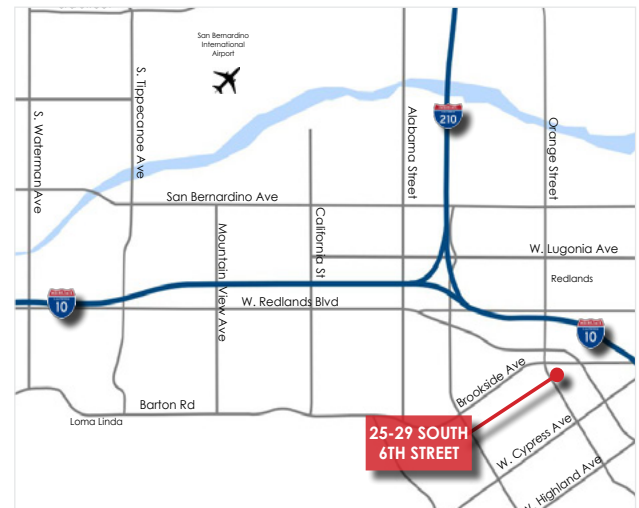 San Bernardino
International
Airport
S. Tippecanoe Ave
S. Waterman Ave
210
Alabama Street
Orange Street
San Bernardino Ave
Mountain View Ave
California St
W. Lugonia Ave
Redlands
10
W. Redlands Blvd
10
Brookside Ave
Barton Rd
Loma Linda
25-29 SOUTH
6TH STREET
W. Cypress Ave
W. Highland Ave